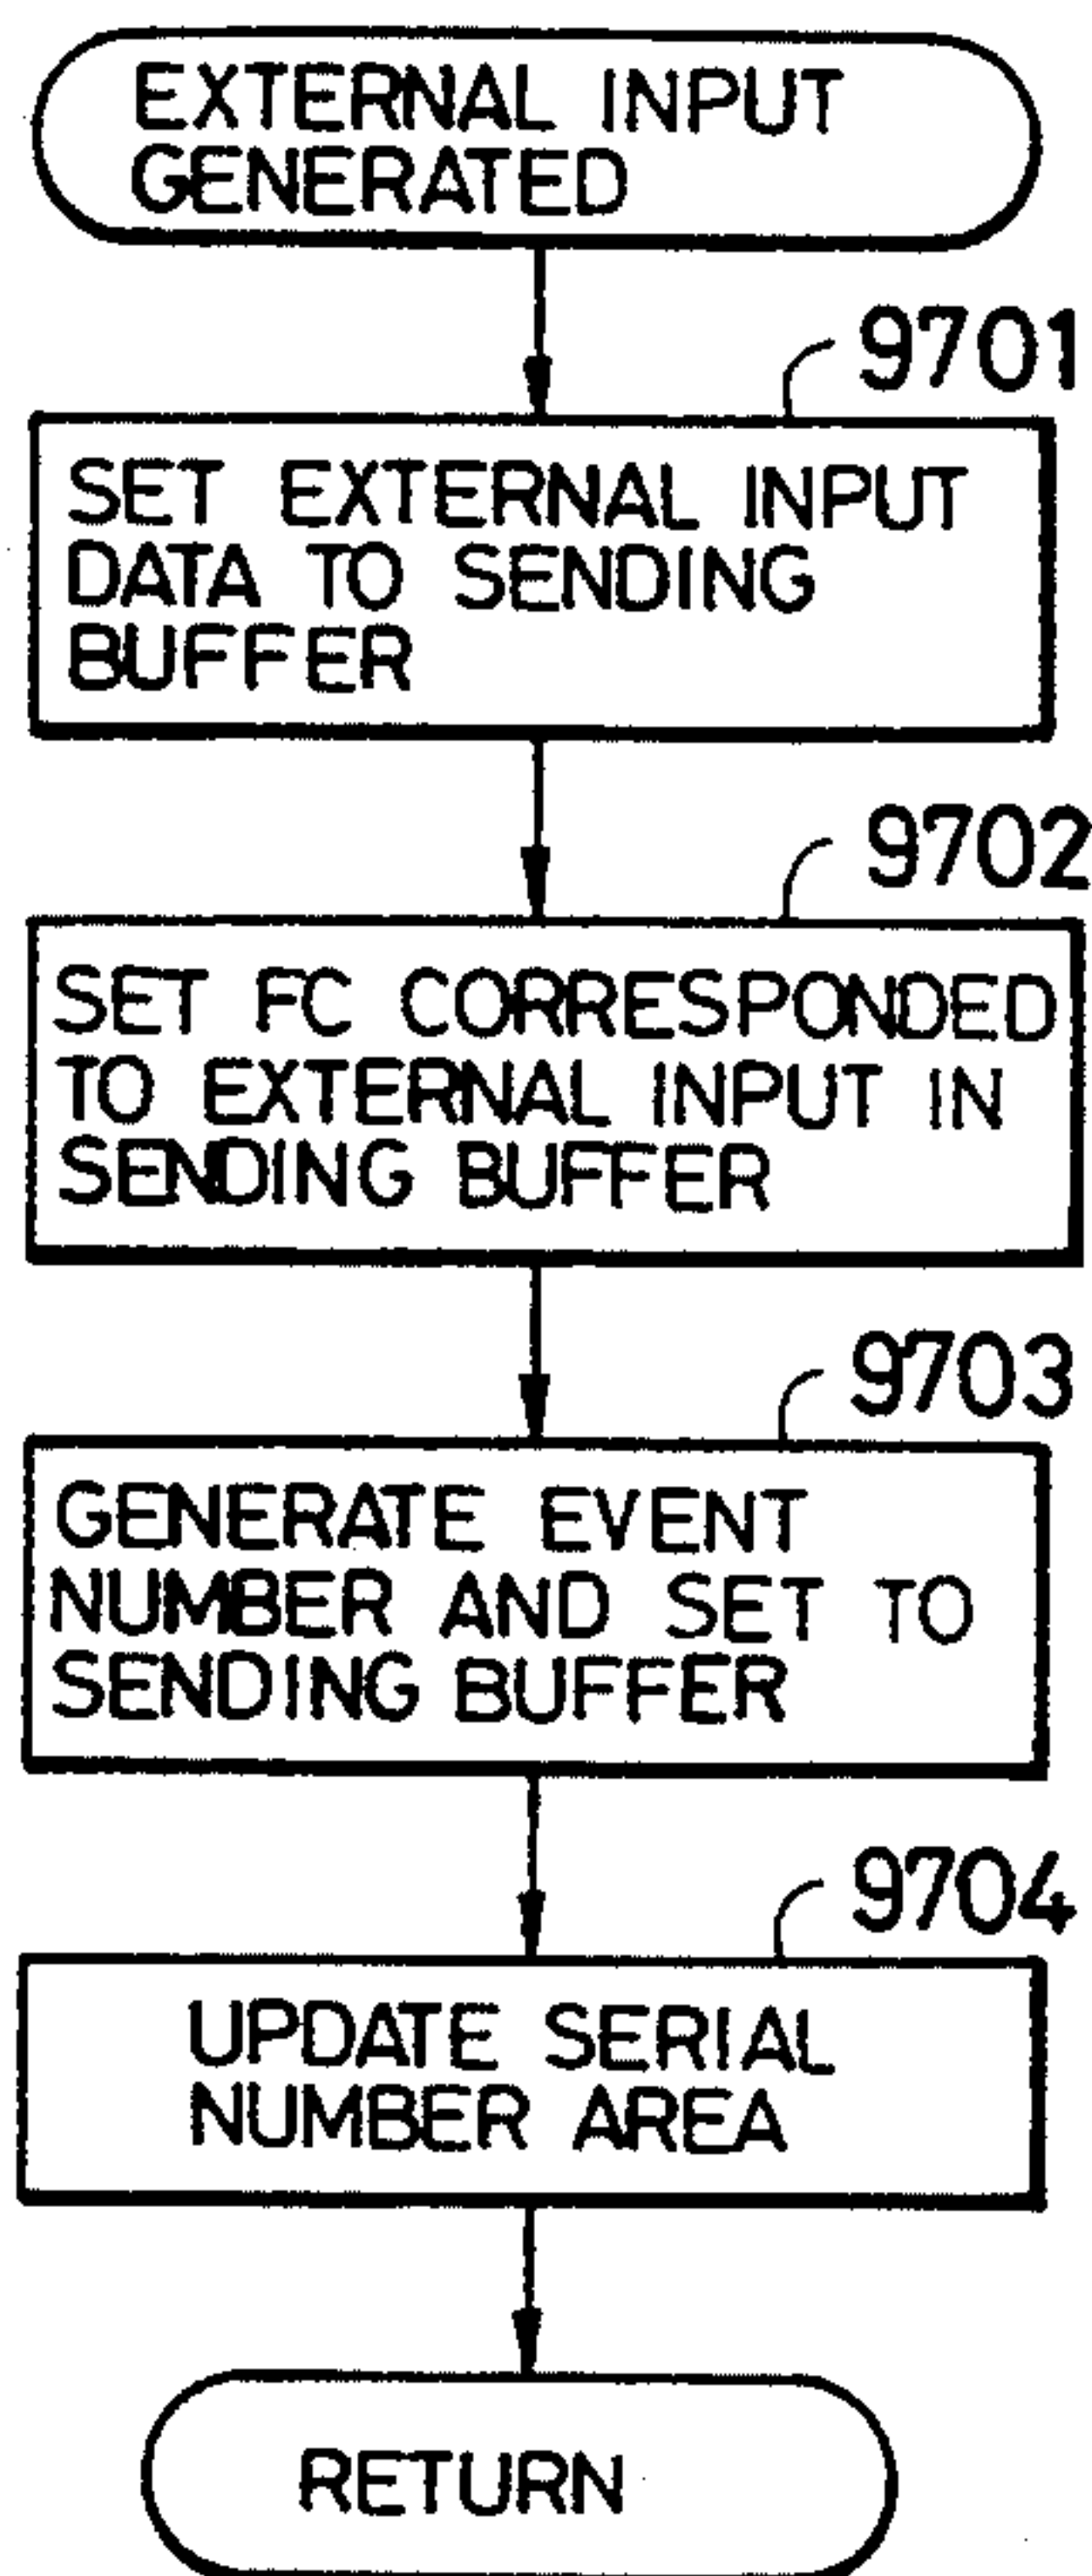 EXTERNAL INPUT
GENERATED
9701
SET EXTERNAL INPUT
DATA TO SENDING
BUFFER
9702
SET FC CORRESPONDED
TO EXTERNAL INPUT IN
SENDING BUFFER
9703
GENERATE EVENT
NUMBER AND SET TO
SENDING BUFFER
9704
UPDATE SERIAL
NUMBER AREA
RETURN